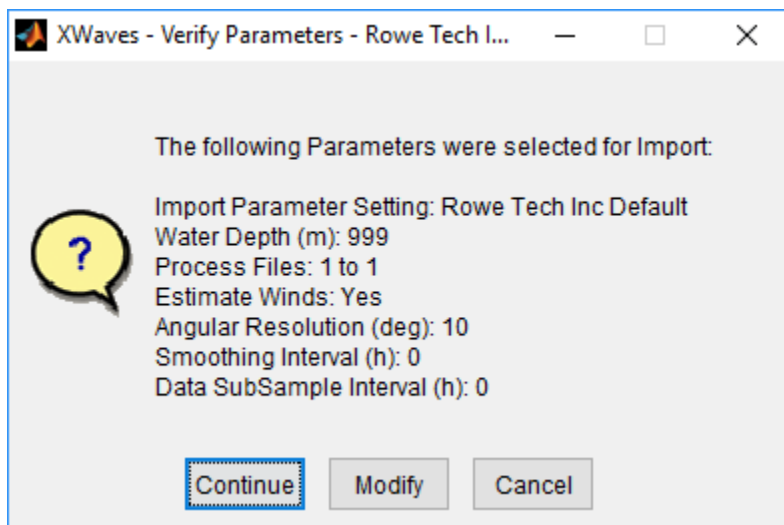 XWaves - Verify Parameters - Rowe Tech I...
The following Parameters were selected for Import:
Import Parameter Setting: Rowe Tech Inc Default
Water Depth (m): 999
Process Files: 1 to 1
Estimate Winds: Yes
Angular Resolution (deg): 10
Smoothing Interval (h): 0
Data SubSample Interval (h): 0
?
Continue Modify Cancel